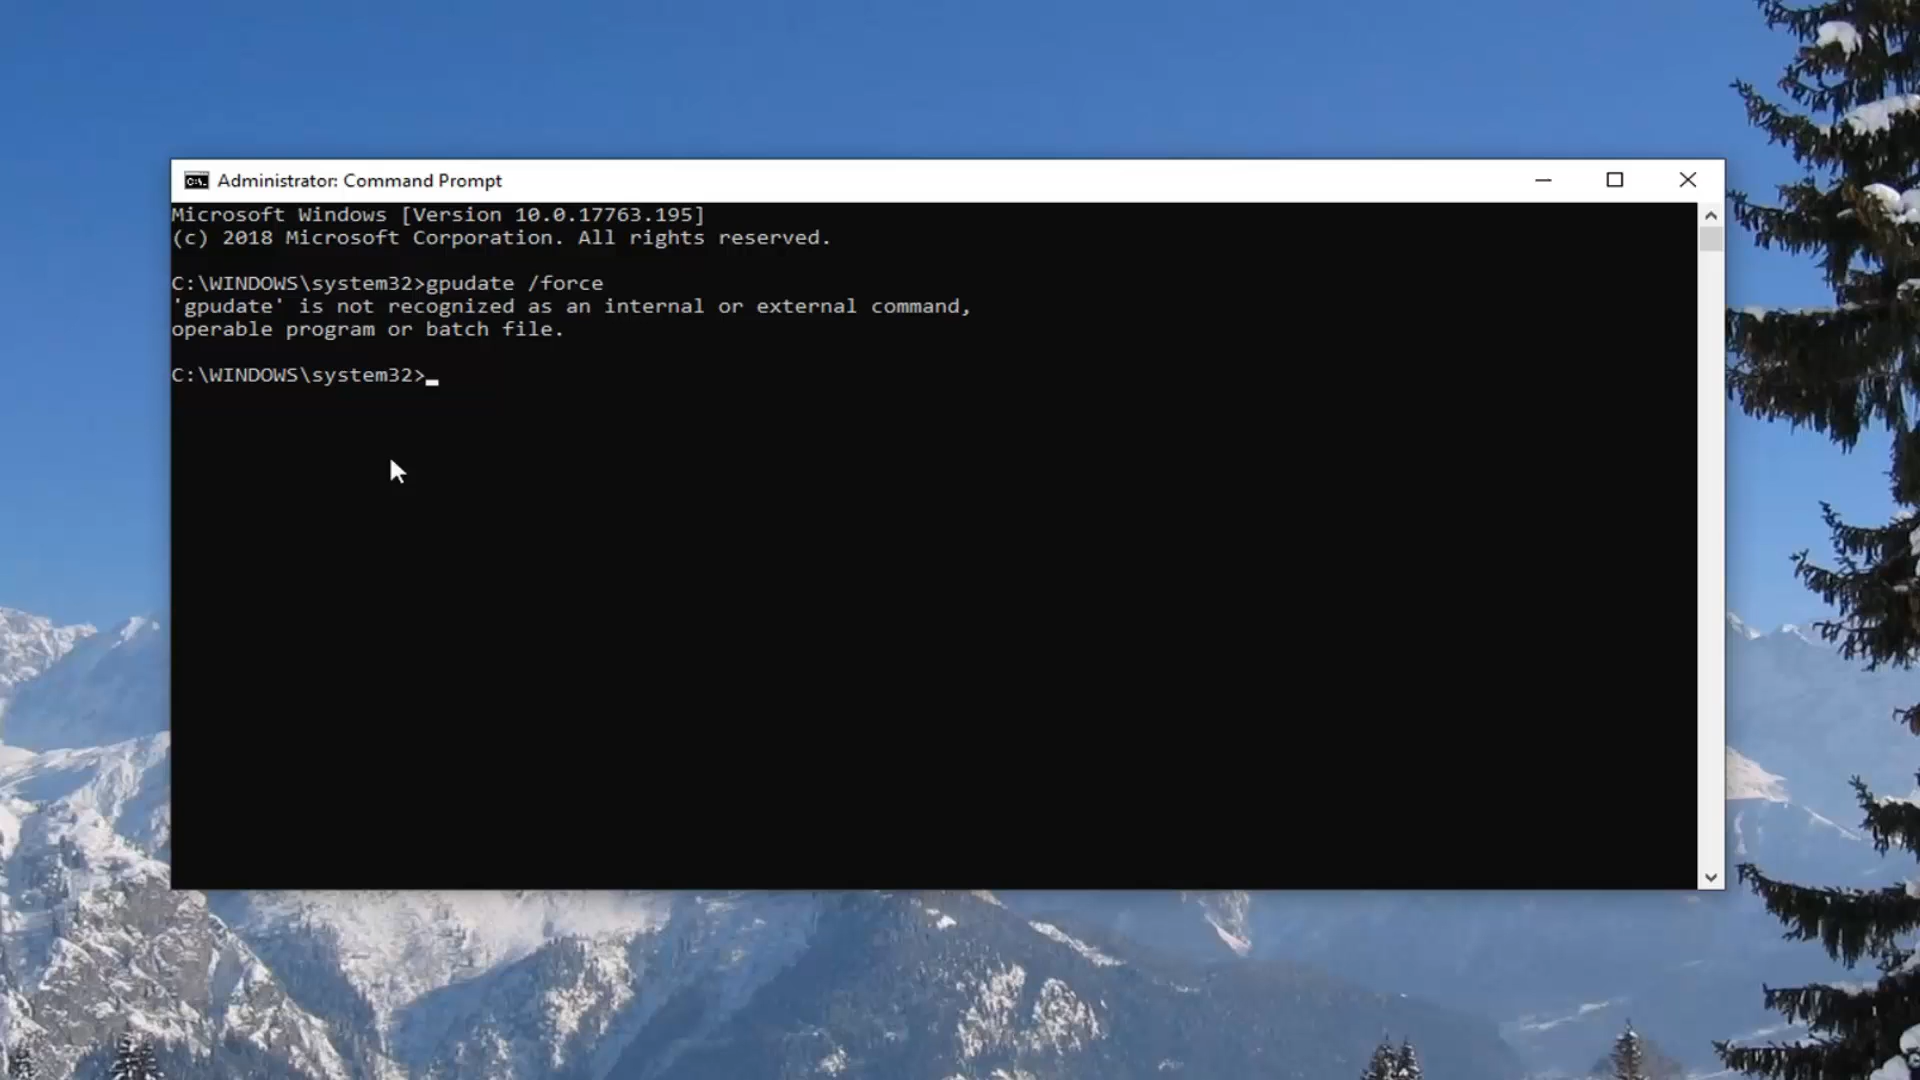 Administrator: Command Prompt
Microsoft Windows [Version 10.0.17763.195]
(c) 2018 Microsoft Corporation. All rights reserved.
C:\WINDOWS\system32>gpudate /force
'gpudate' is not recognized as an internal or external command,
operable program or batch file.
C:\WINDOWS\system32>